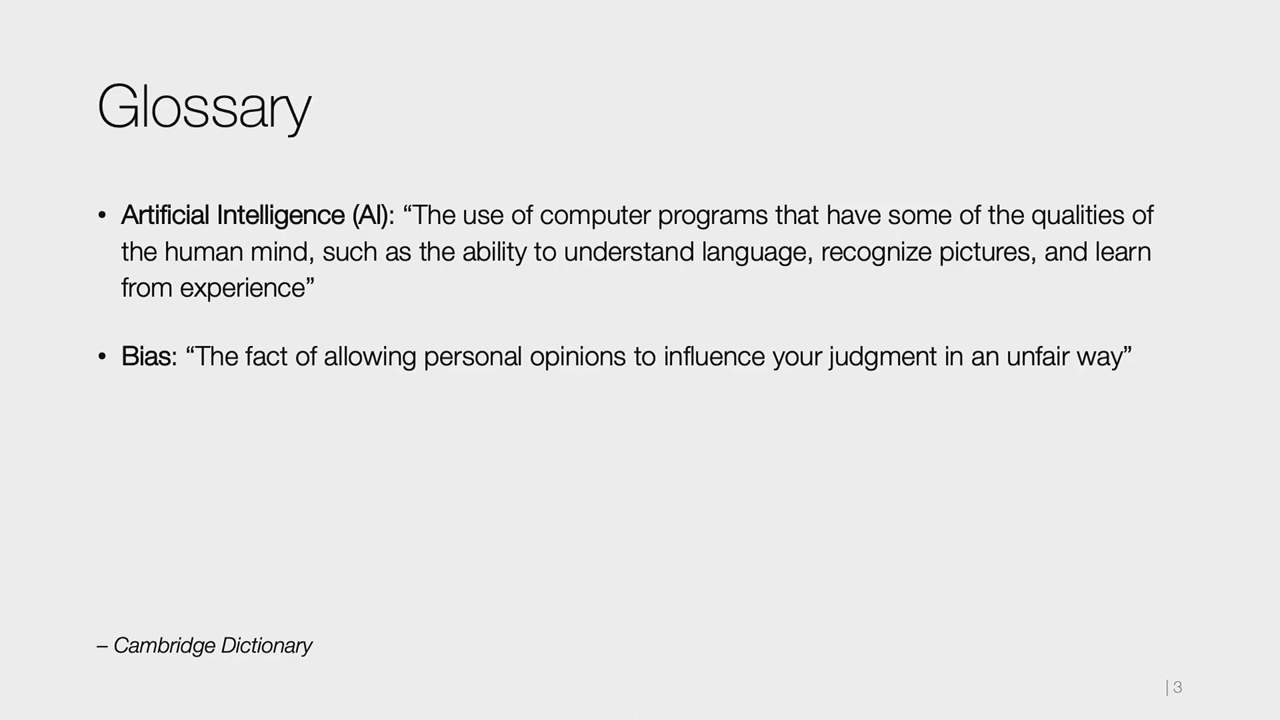 Glossary
• Artificial Intelligence (AI): “The use of computer programs that have some of the qualities of
the human mind, such as the ability to understand language, recognize pictures, and learn
from experience”
• Bias: “The fact of allowing personal opinions to influence your judgment in an unfair way”
– Cambridge Dictionary
| 3